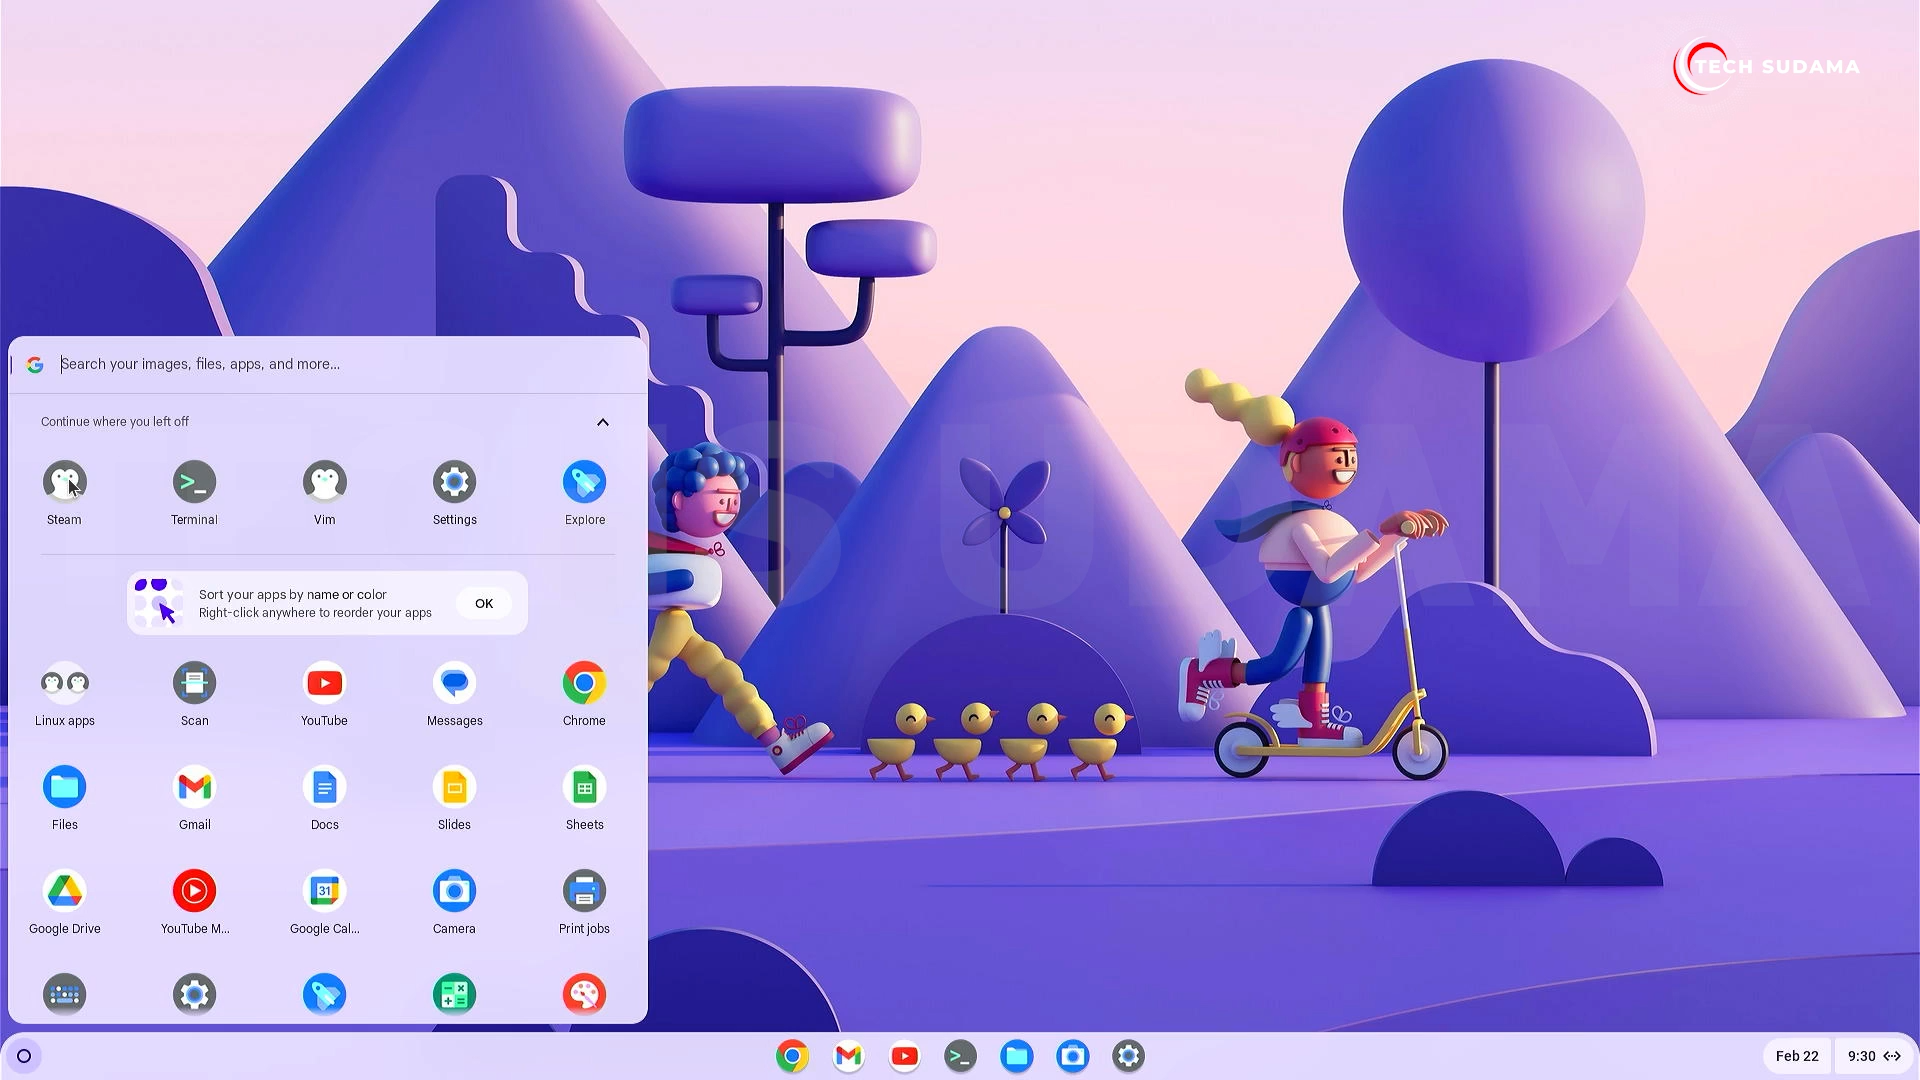 TECH SUDAMA
Search your images, files, apps, and more...
Continue where you left off
Steam
Terminal
Vim
Settings
Explore
Sort your apps by name or color
Right-click anywhere to reorder your apps
OK
Linux apps
Scan
YouTube
Messages
Chrome
Files
Gmail
Docs
Slides
Sheets
31
Google Drive
YouTube M...
Google Cal...
Camera
Print jobs
Feb 22
9:30